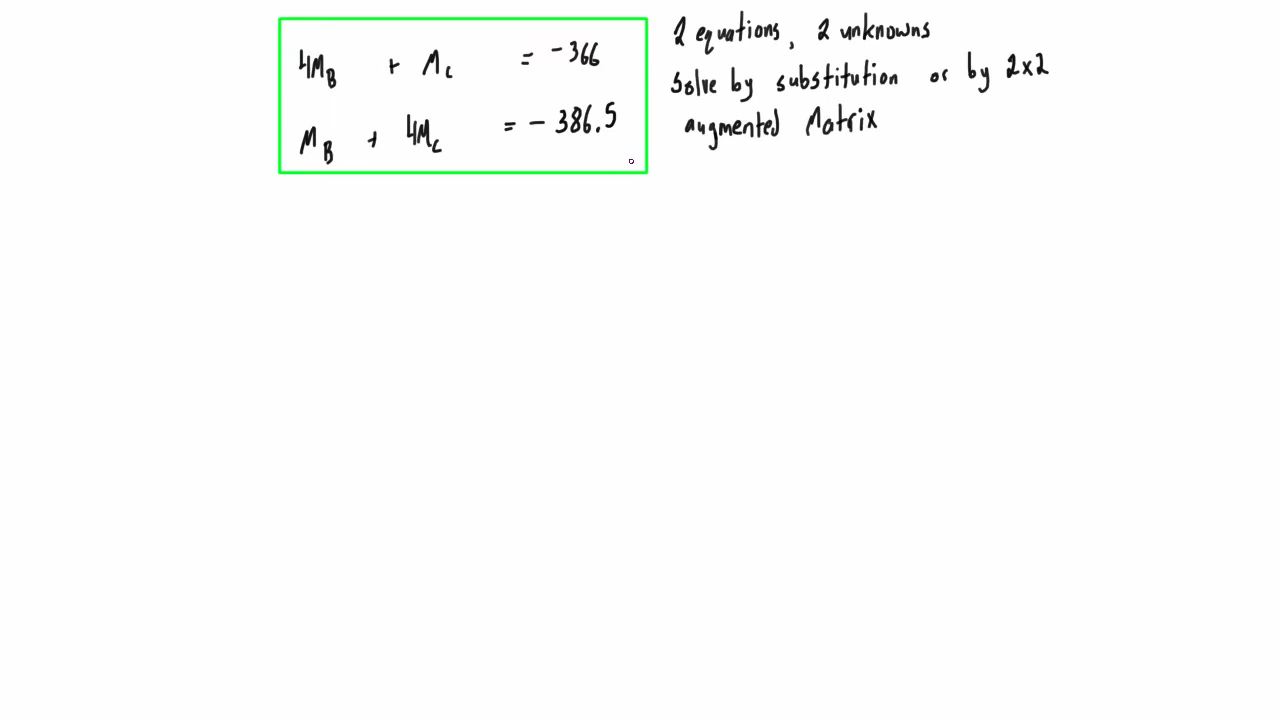 4M_B + M_C = -366
M_B + 4M_C = - 386.5
2 equations, 2 unknowns
Solve by substitution or by 2x2
augmented Matrix